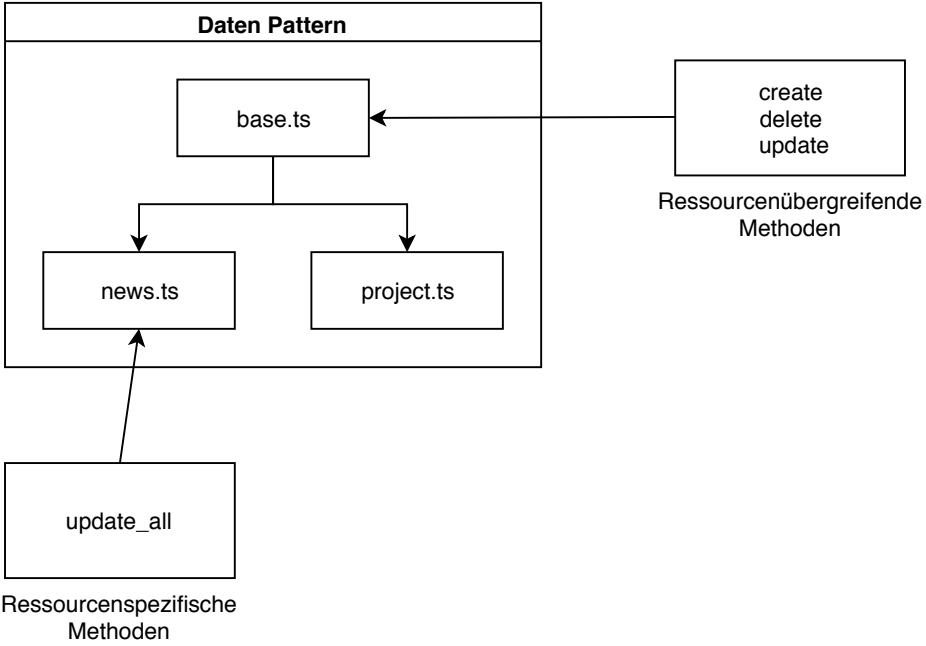 Daten Pattern
base.ts
create
delete
update
Ressourcenübergreifende
Methoden
news.ts
project.ts
update_all
Ressourcenspezifische
Methoden